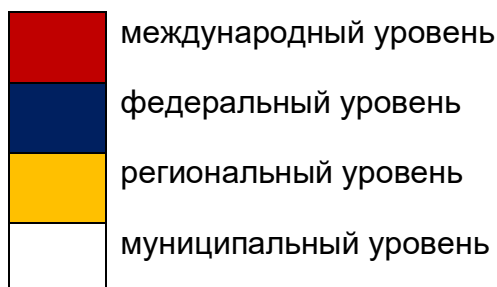 международный уровень
федеральный уровень
региональный уровень
муниципальный уровень